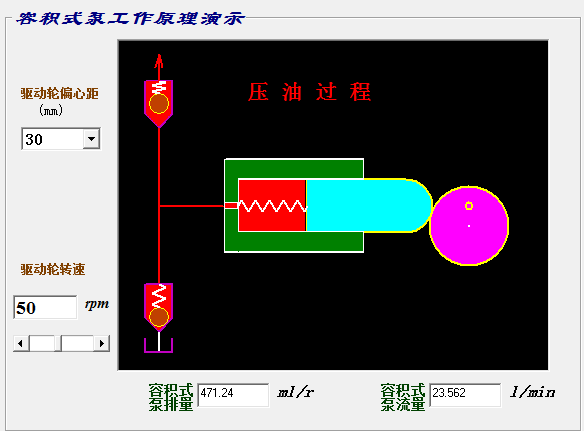 容积式泵工作原理演示
压油过程
驱动轮偏心距
(mm)
30
驱动轮转速
50 rpm
容积式
泵排量
471.24 ml/r
容积式
泵流量
23.562 l/min